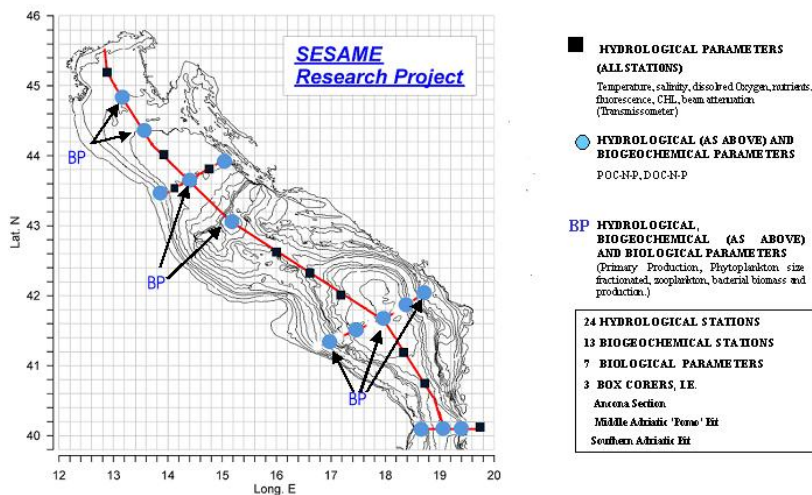 46
45
44
43
42
41
40
Lat. N
12
13
14
15
16
17
18
19
20
Long. E
SESAME
Research Project
BP
BP
BP
HYDROLOGICAL PARAMETERS
(ALL STATIONS)
Temperature, salinity, dissolved Oxygen, nutrients,
fluorescence, CHL, beam attenuation
(Transmissometer)
HYDROLOGICAL (AS ABOVE) AND
BIOGEOCHEMICAL PARAMETERS
POC-N-P, DOC-N-P
BP HYDROLOGICAL,
BIOGEOCHEMICAL (AS ABOVE)
AND BIOLOGICAL PARAMETERS
(Primary Production, Phytoplankton size
fractionated, zooplankton, bacterial biomass and
production.)
24 HYDROLOGICAL STATIONS
13 BIOGEOCHEMICAL STATIONS
7 BIOLOGICAL PARAMETERS
3 BOX CORERS, I.E.
Ancona Section
Middle Adriatic 'Pomo' Pit
Southern Adriatic Pit